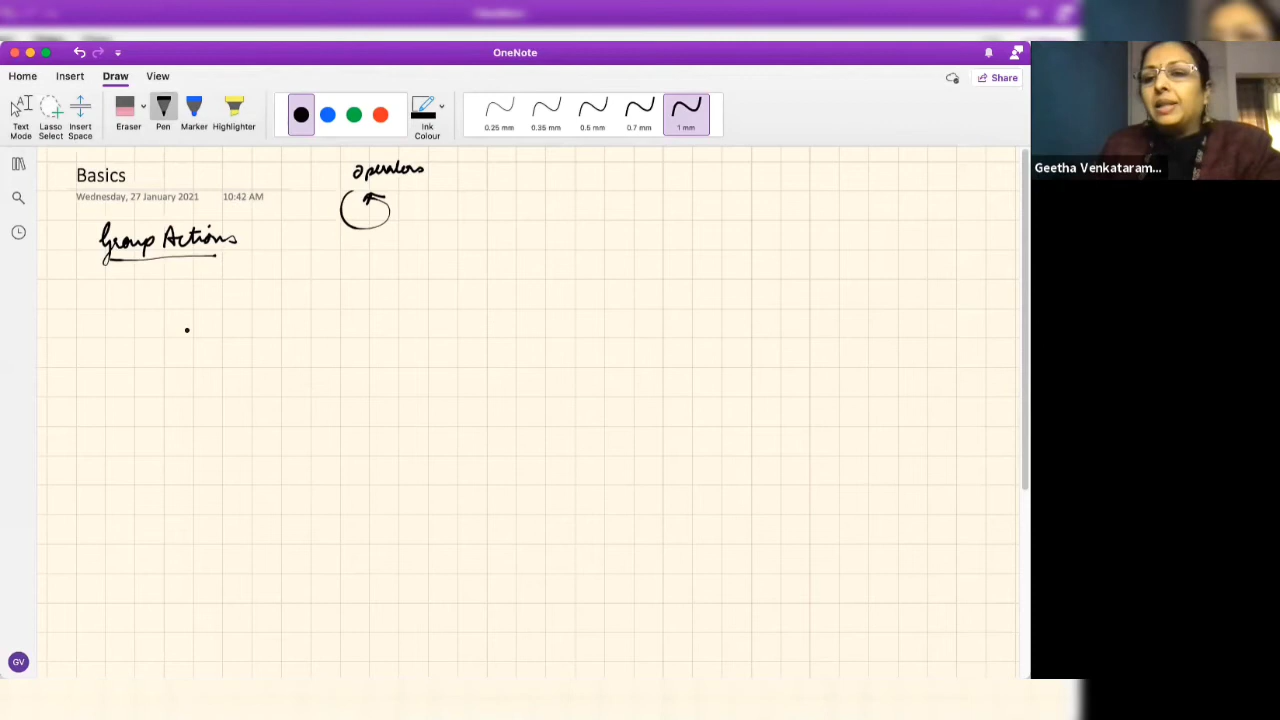 OneNote
Home Insert Draw View
Share
Text Mode
Lasso Select
Insert Space
Eraser
Pen
Marker
Highlighter
Ink Colour
0.25 mm
0.35 mm
0.5 mm
0.7 mm
1 mm
Geetha Venkataram...
Basics
Wednesday, 27 January 2021 10:42 AM
operators
Group Actions
GV